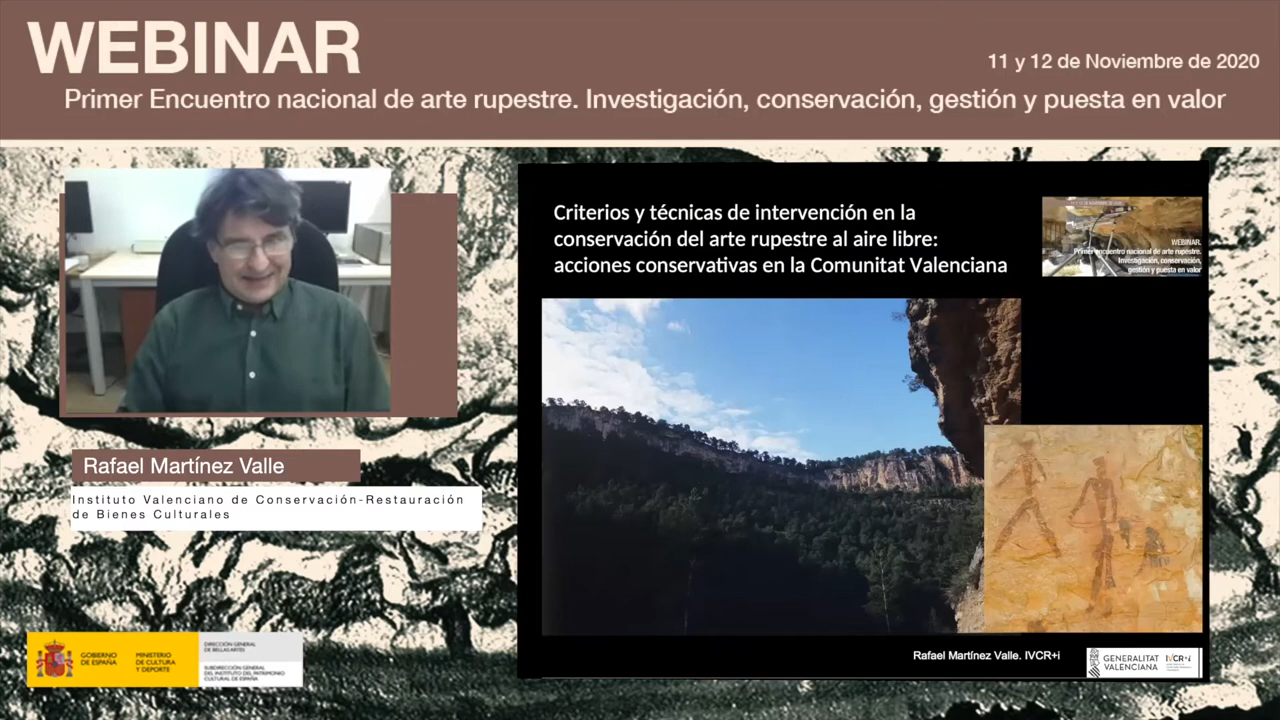 WEBINAR
11 y 12 de Noviembre de 2020
Primer Encuentro nacional de arte rupestre. Investigación, conservación, gestión y puesta en valor
Criterios y técnicas de intervención en la
conservación del arte rupestre al aire libre:
acciones conservativas en la Comunitat Valenciana
WEBINAR.
Primer encuentro nacional de arte rupestre.
Investigación, conservación,
gestión y puesta en valor
Rafael Martínez Valle
Instituto Valenciano de Conservación-Restauración
de Bienes Culturales
GOBIERNO
DE ESPAÑA
MINISTERIO
DE CULTURA
Y DEPORTE
DIRECCIÓN GENERAL
DE BELLAS ARTES
SUBDIRECCIÓN GENERAL
DEL INSTITUTO DEL PATRIMONIO
CULTURAL DE ESPAÑA
Rafael Martínez Valle. IVCR+i
GENERALITAT
VALENCIANA
IVCR+i